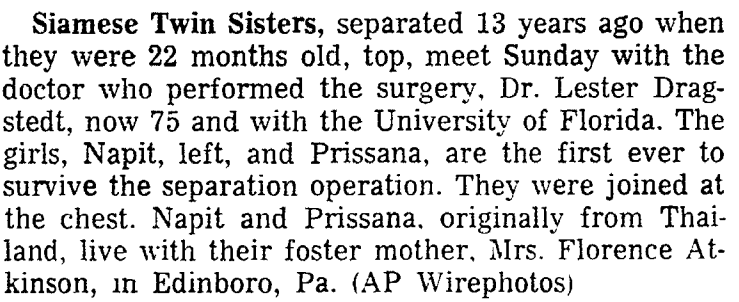 Siamese Twin Sisters, separated 13 years ago when
they were 22 months old, top, meet Sunday with the
doctor who performed the surgery, Dr. Lester Drag-
stedt, now 75 and with the University of Florida. The
girls, Napit, left, and Prissana, are the first ever to
survive the separation operation. They were joined at
the chest. Napit and Prissana, originally from Thai-
land, live with their foster mother, Mrs. Florence At-
kinson, in Edinboro, Pa. (AP Wirephotos)